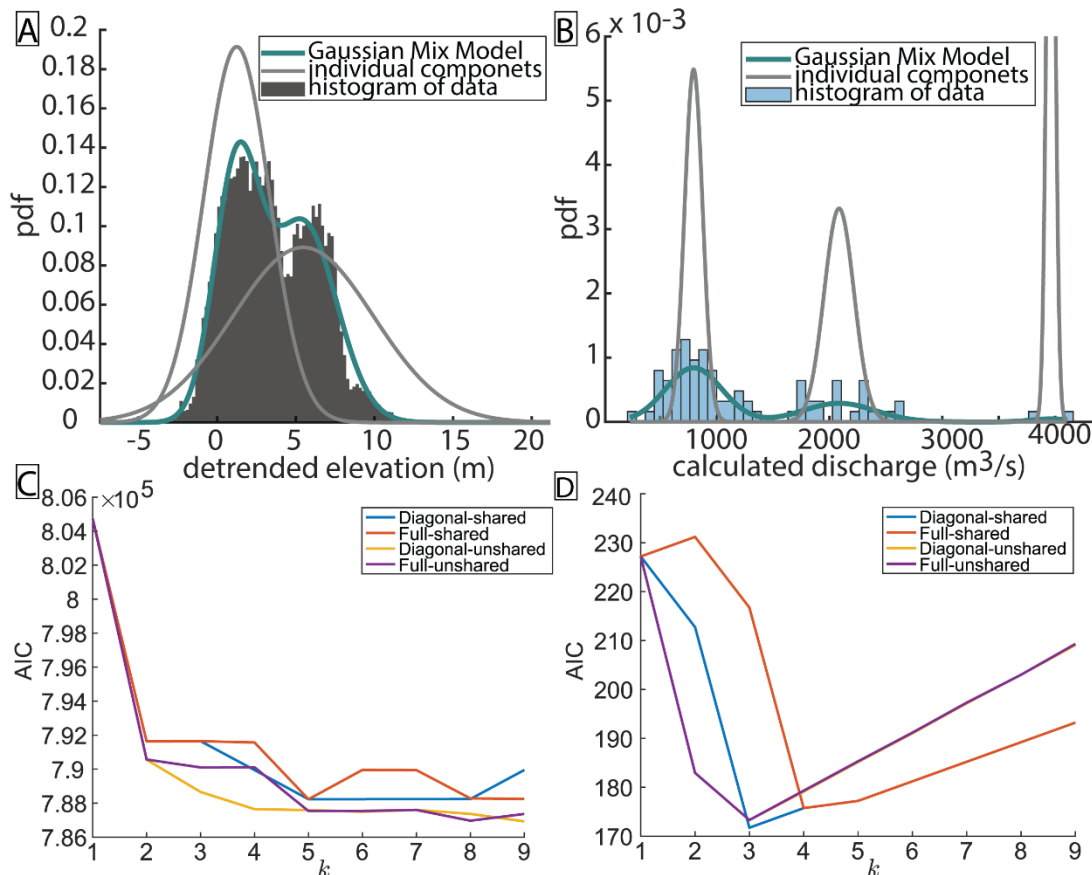 A
0.2
0.18
0.16
0.14
0.12
0.1
0.08
0.06
0.04
0.02
0
pdf
Gaussian Mix Model
individual componets
histogram of data
-5 0 5 10 15 20
detrended elevation (m)
B
6 x 10-3
5
4
3
2
1
0
pdf
Gaussian Mix Model
individual componets
histogram of data
1000 2000 3000 4000
calculated discharge (m3/s)
C
×10^5
8.06
8.04
8.02
8
7.98
7.96
7.94
7.92
7.9
7.88
7.86
AIC
Diagonal-shared
Full-shared
Diagonal-unshared
Full-unshared
1 2 3 4 5 6 7 8 9
k
D
240
230
220
210
200
190
180
170
AIC
Diagonal-shared
Full-shared
Diagonal-unshared
Full-unshared
1 2 3 4 5 6 7 8 9
k